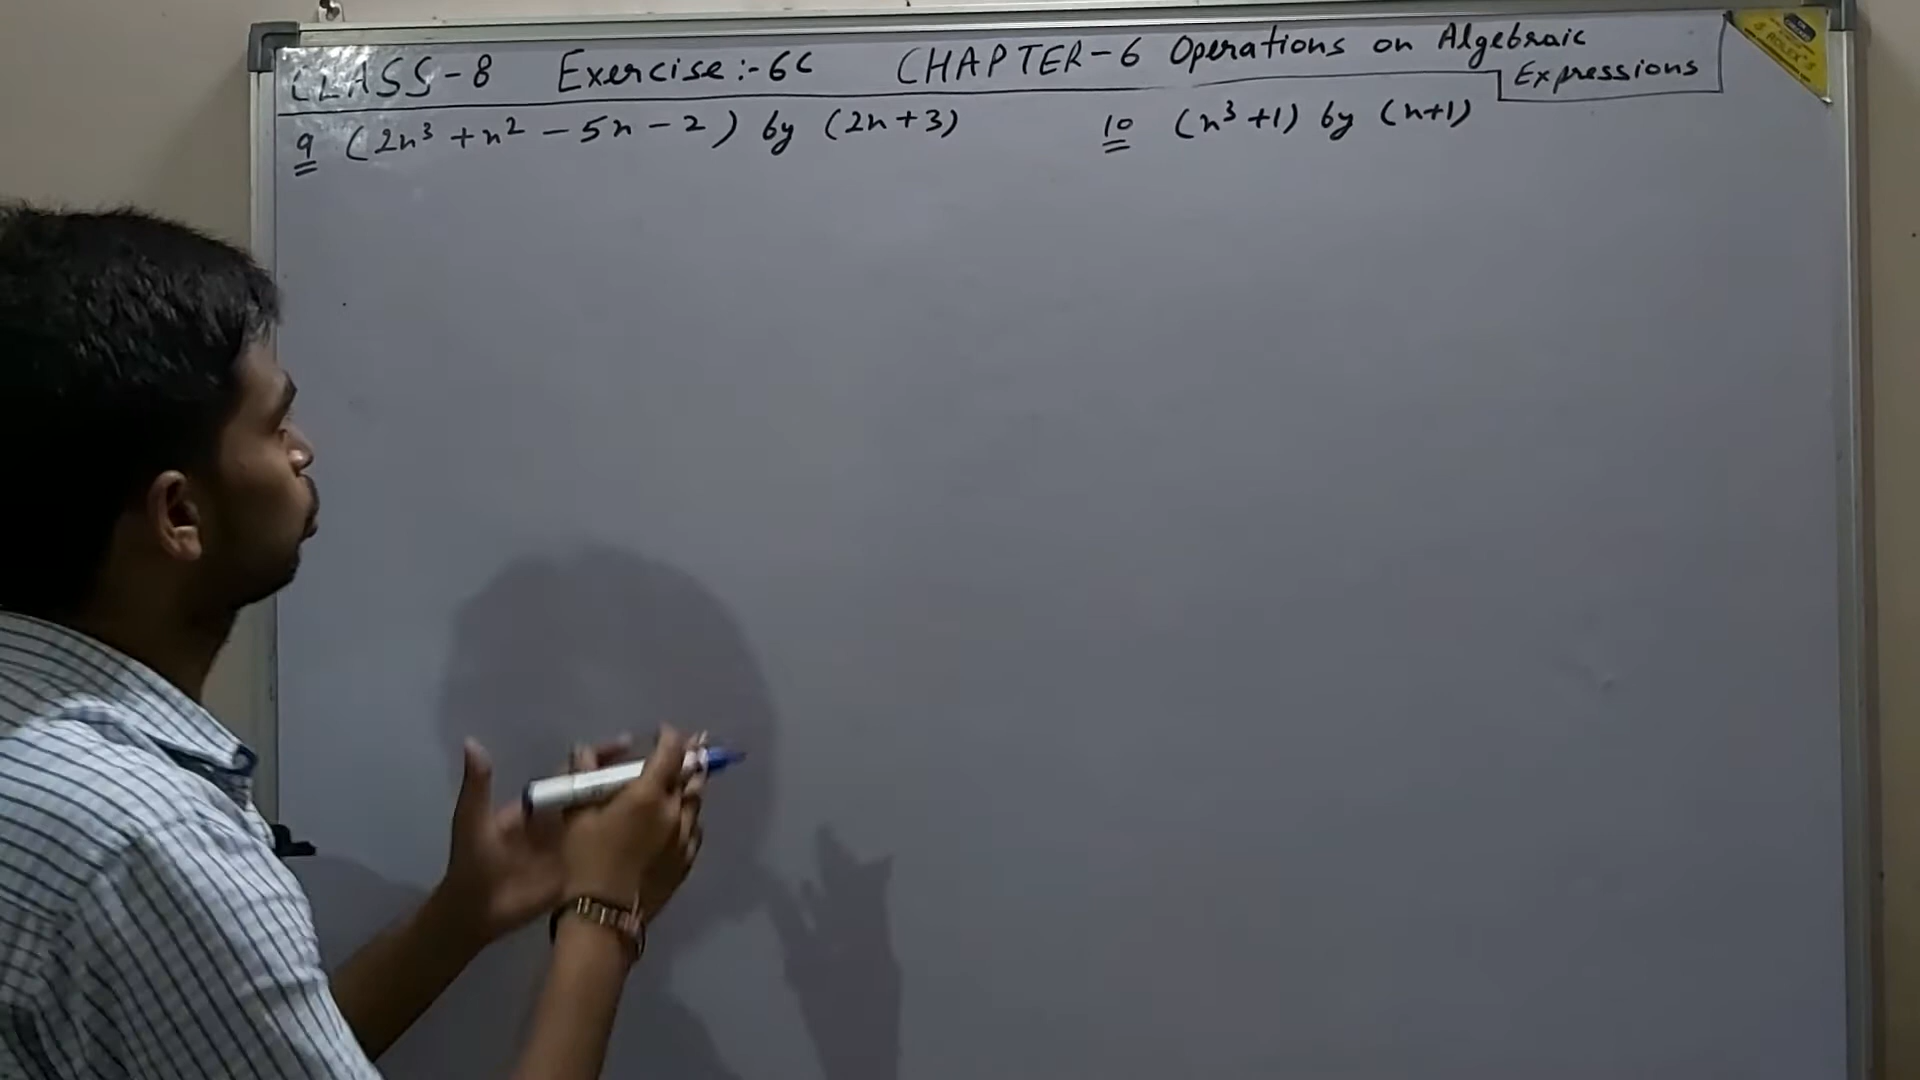 CLASS-8 Exercise:-6C CHAPTER-6 Operations on Algebraic
Expressions
9 (2x³ + x² - 5x - 2) by (2x + 3)
10 (x³ + 1) by (x+1)